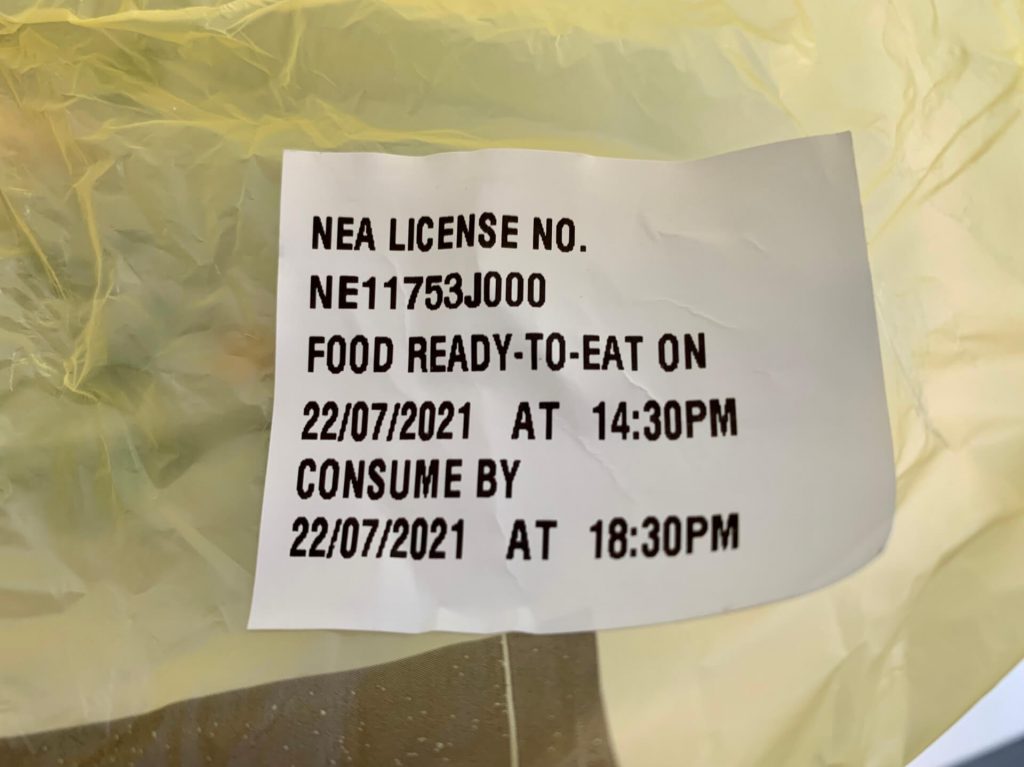 NEA LICENSE NO.
NE11753J000
FOOD READY-TO-EAT ON
22/07/2021 AT 14:30PM
CONSUME BY
22/07/2021 AT 18:30PM